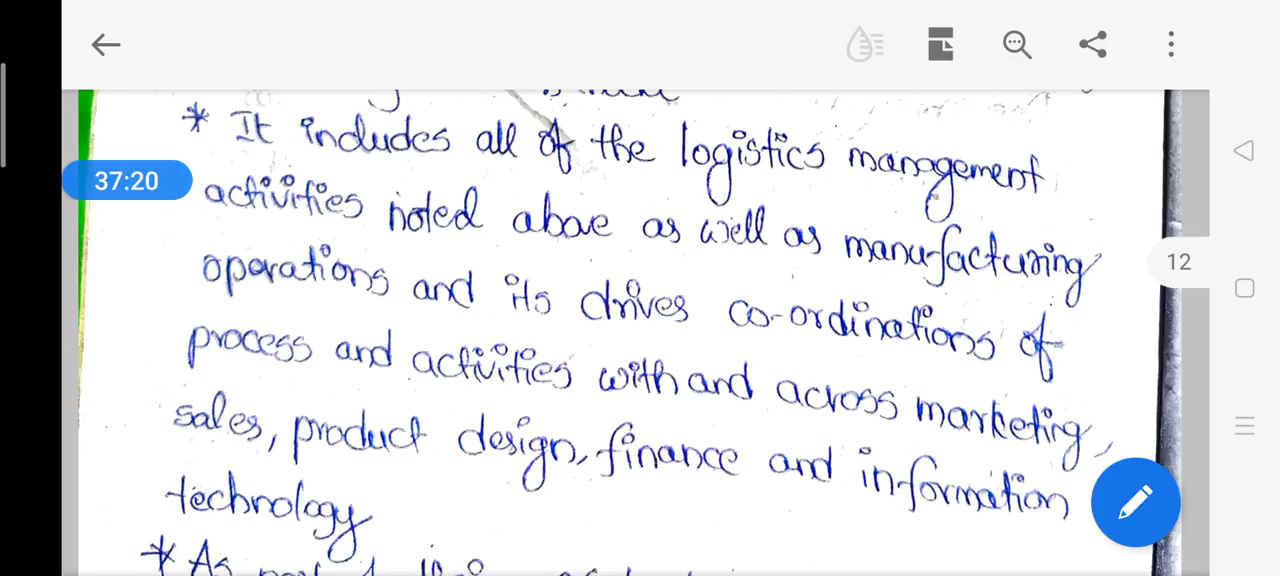 * It includes all of the logistics management
37:20
activities noted above as well as manufacturing
12
operations and its drives co-ordinations of
process and activities with and across marketing,
sales, product design, finance and information
technology
* As